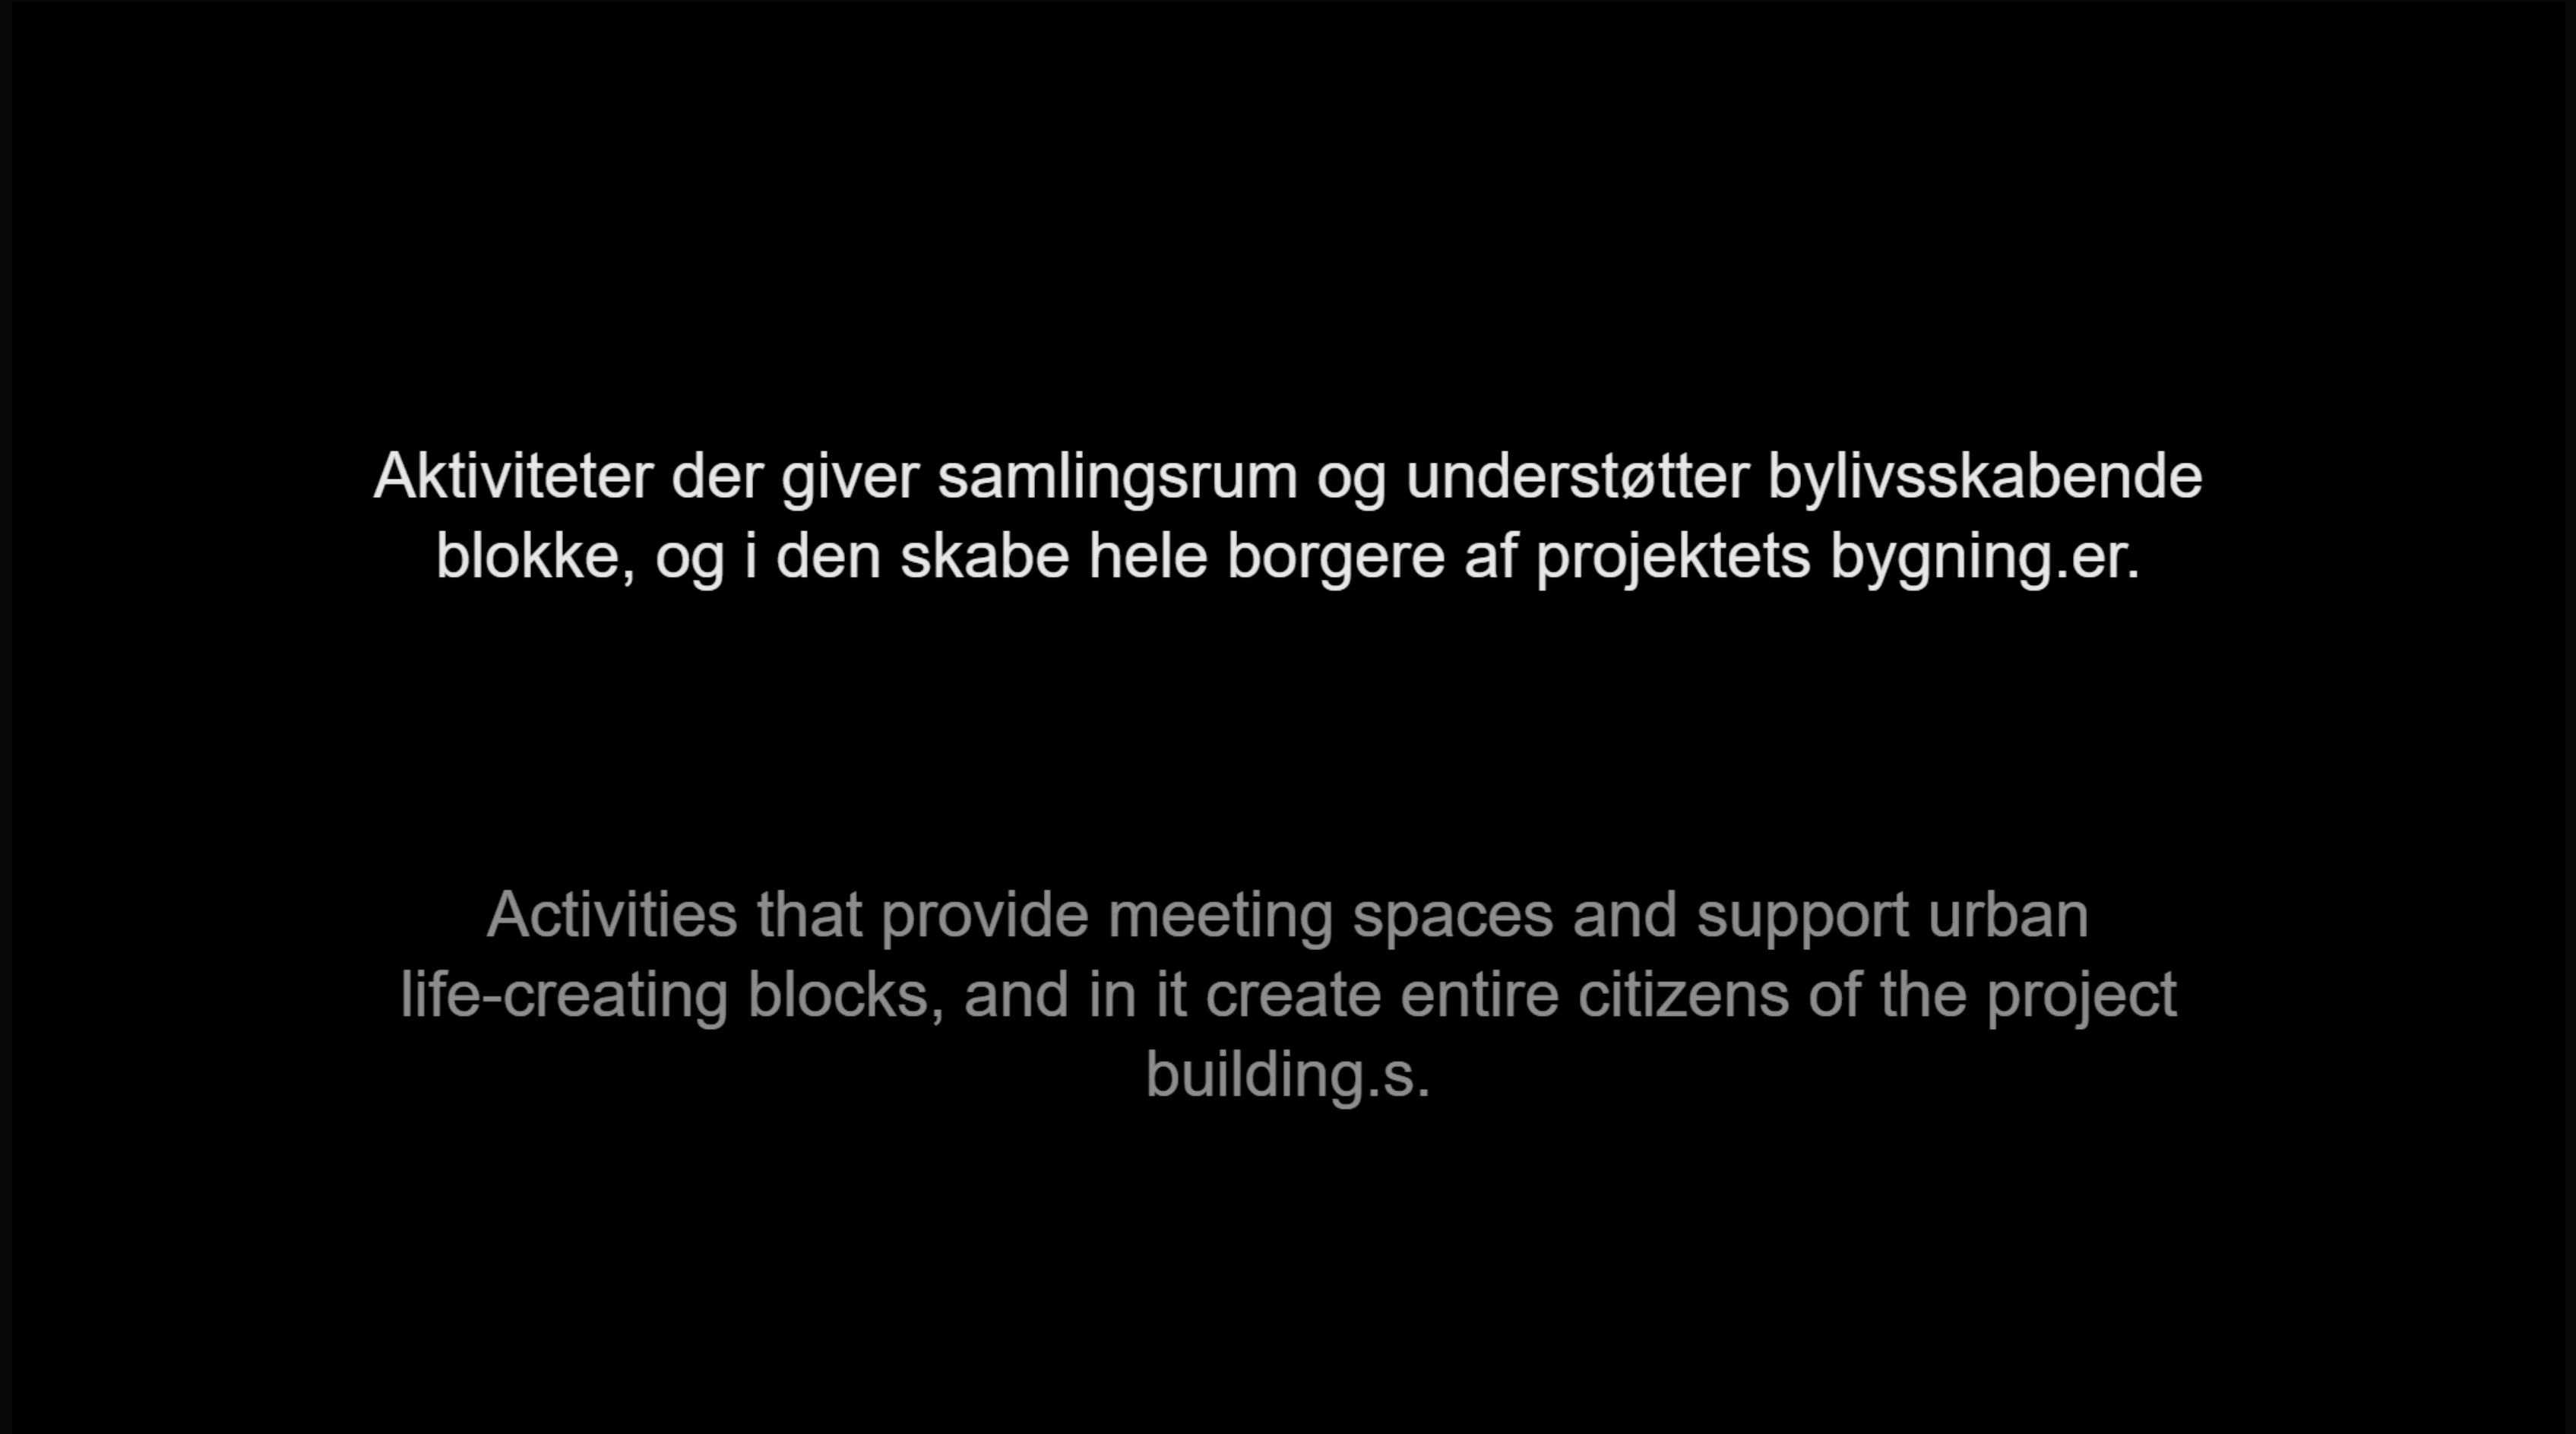 Aktiviteter der giver samlingsrum og understøtter bylivsskabende
blokke, og i den skabe hele borgere af projektets bygning.er.
Activities that provide meeting spaces and support urban
life-creating blocks, and in it create entire citizens of the project
building.s.